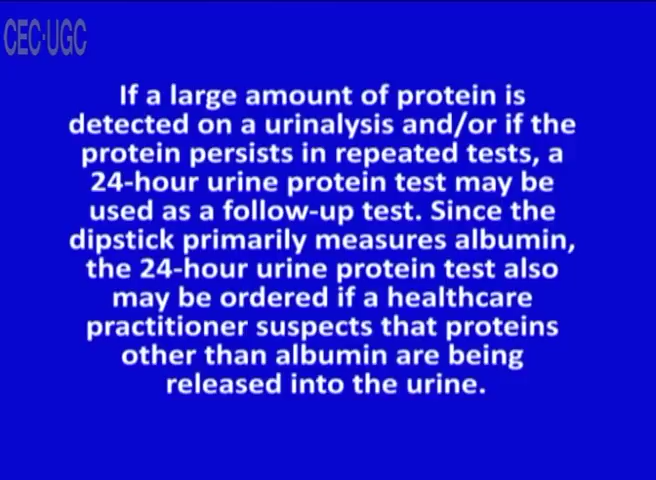 CEC-UGC
If a large amount of protein is
detected on a urinalysis and/or if the
protein persists in repeated tests, a
24-hour urine protein test may be
used as a follow-up test. Since the
dipstick primarily measures albumin,
the 24-hour urine protein test also
may be ordered if a healthcare
practitioner suspects that proteins
other than albumin are being
released into the urine.